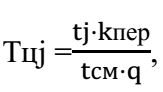 Тцj = tj·kпер / tсм·q,